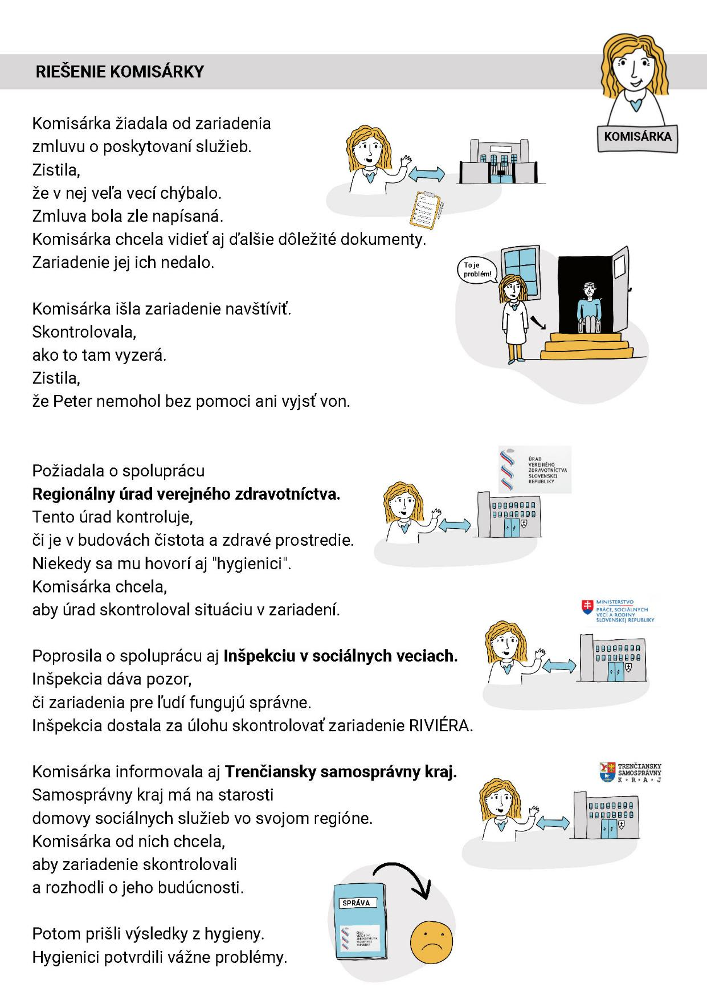 RIEŠENIE KOMISÁRKY
KOMISÁRKA
Komisárka žiadala od zariadenia
zmluvu o poskytovaní služieb.
Zistila,
že v nej veľa vecí chýbalo.
Zmluva bola zle napísaná.
Komisárka chcela vidieť aj ďalšie dôležité dokumenty.
Zariadenie jej ich nedalo.
To je
problém!
Komisárka išla zariadenie navštíviť.
Skontrolovala,
ako to tam vyzerá.
Zistila,
že Peter nemohol bez pomoci ani vyjsť von.
ÚRAD
VEREJNÉHO
ZDRAVOTNÍCTVA
SLOVENSKEJ
REPUBLIKY
Požiadala o spoluprácu
Regionálny úrad verejného zdravotníctva.
Tento úrad kontroluje,
či je v budovách čistota a zdravé prostredie.
Niekedy sa mu hovorí aj "hygienici".
Komisárka chcela,
aby úrad skontroloval situáciu v zariadení.
MINISTERSTVO
PRÁCE, SOCIÁLNYCH
VECÍ A RODINY
SLOVENSKEJ REPUBLIKY
Poprosila o spoluprácu aj Inšpekciu v sociálnych veciach.
Inšpekcia dáva pozor,
či zariadenia pre ľudí fungujú správne.
Inšpekcia dostala za úlohu skontrolovať zariadenie RIVIÉRA.
TRENČIANSKY
SAMOSPRÁVNY
K•R•A•J
Komisárka informovala aj Trenčiansky samosprávny kraj.
Samosprávny kraj má na starosti
domovy sociálnych služieb vo svojom regióne.
Komisárka od nich chcela,
aby zariadenie skontrolovali
a rozhodli o jeho budúcnosti.
SPRÁVA
ÚRAD
VEREJNÉHO
ZDRAVOTNÍCTVA
SLOVENSKEJ
REPUBLIKY
Potom prišli výsledky z hygieny.
Hygienici potvrdili vážne problémy.